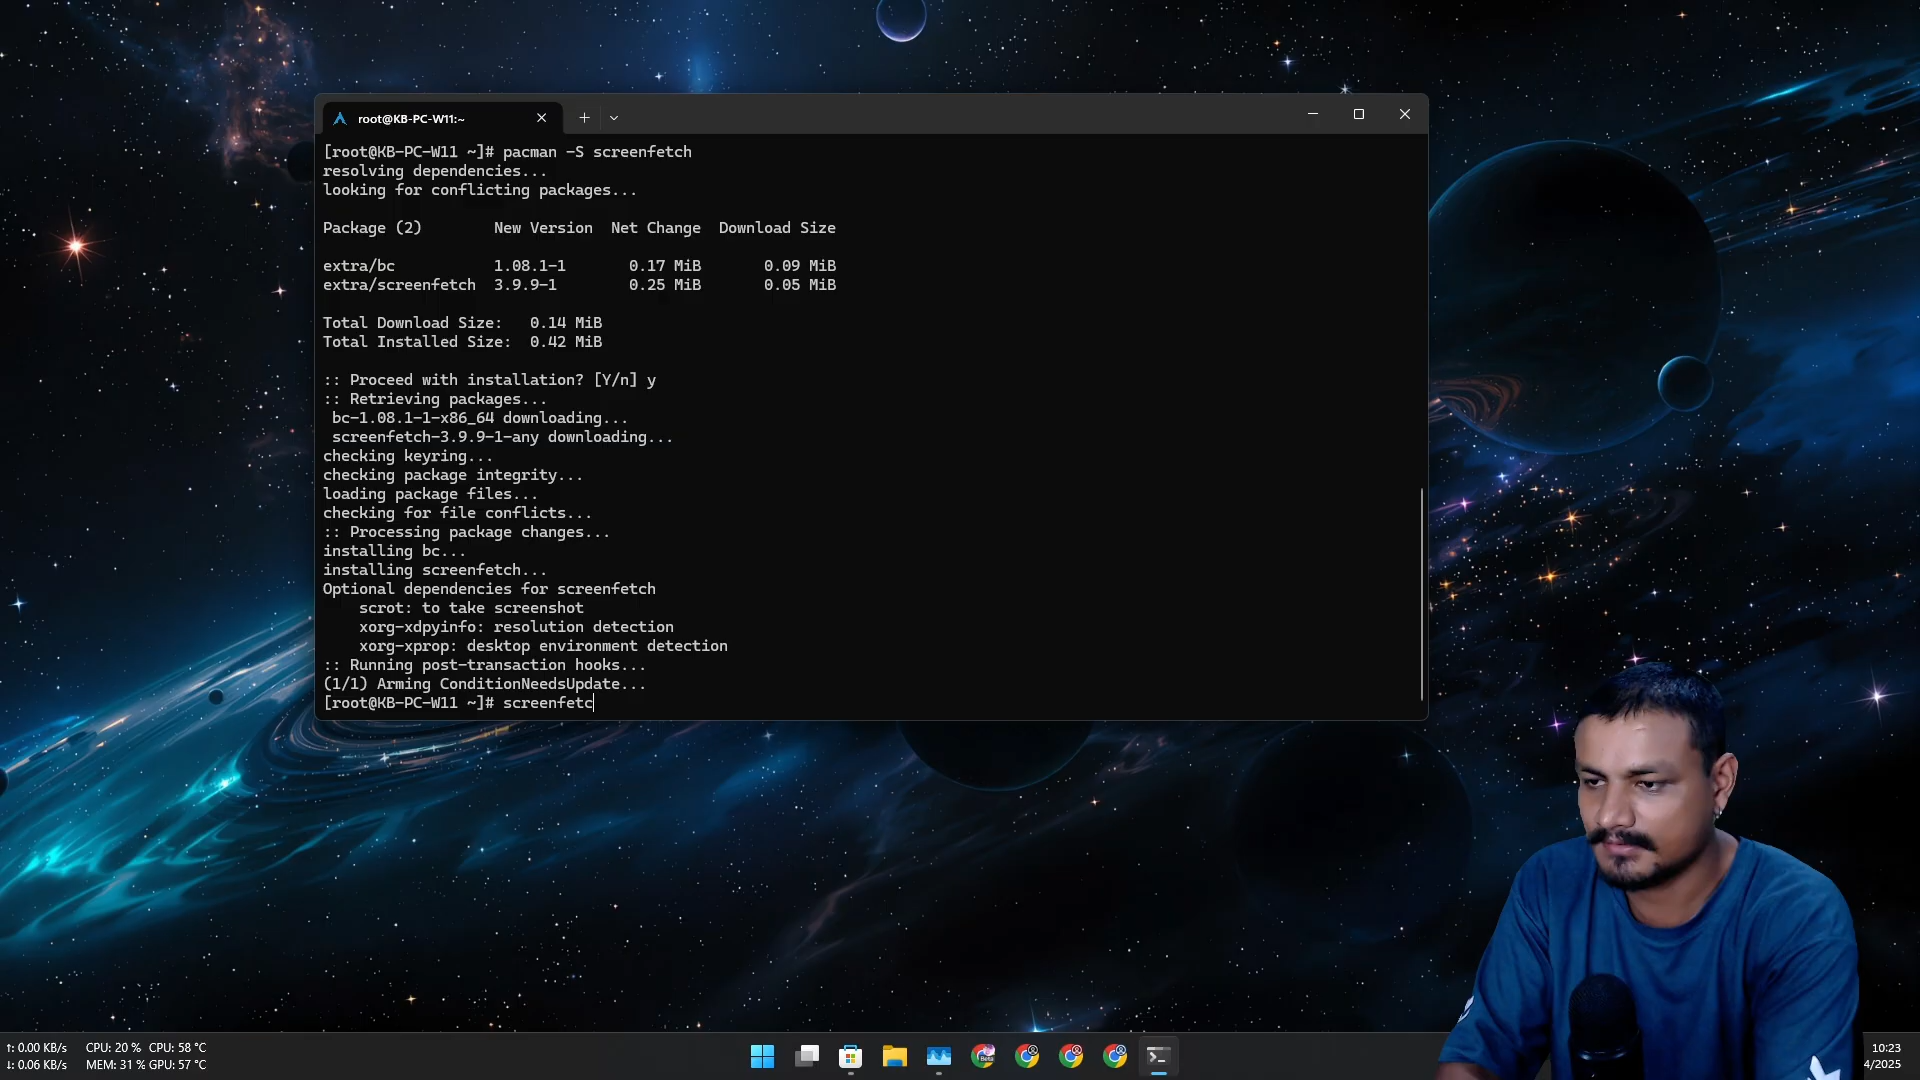 root@KB-PC-W11:~
[root@KB-PC-W11 ~]# pacman -S screenfetch
resolving dependencies...
looking for conflicting packages...
Package (2)        New Version  Net Change  Download Size
extra/bc           1.08.1-1       0.17 MiB       0.09 MiB
extra/screenfetch  3.9.9-1        0.25 MiB       0.05 MiB
Total Download Size:   0.14 MiB
Total Installed Size:  0.42 MiB
:: Proceed with installation? [Y/n] y
:: Retrieving packages...
 bc-1.08.1-1-x86_64 downloading...
 screenfetch-3.9.9-1-any downloading...
checking keyring...
checking package integrity...
loading package files...
checking for file conflicts...
:: Processing package changes...
installing bc...
installing screenfetch...
Optional dependencies for screenfetch
    scrot: to take screenshot
    xorg-xdpyinfo: resolution detection
    xorg-xprop: desktop environment detection
:: Running post-transaction hooks...
(1/1) Arming ConditionNeedsUpdate...
[root@KB-PC-W11 ~]# screenfetc
↑: 0.00 KB/s CPU: 20 % CPU: 58 °C
↓: 0.06 KB/s MEM: 31 % GPU: 57 °C
Beta
10:23
4/2025